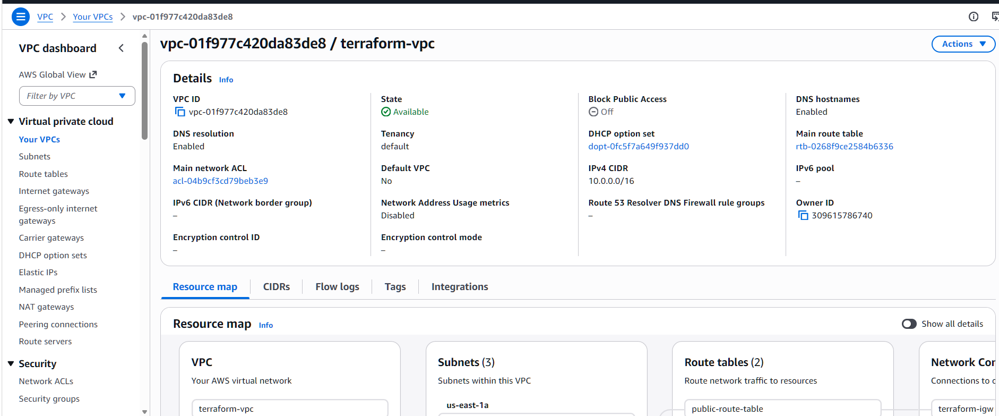 VPC > Your VPCs > vpc-01f977c420da83de8
VPC dashboard
AWS Global View
Filter by VPC
Virtual private cloud
Your VPCs
Subnets
Route tables
Internet gateways
Egress-only internet
gateways
Carrier gateways
DHCP option sets
Elastic IPs
Managed prefix lists
NAT gateways
Peering connections
Route servers
Security
Network ACLs
Security groups
vpc-01f977c420da83de8 / terraform-vpc
Actions
Details Info
VPC ID
vpc-01f977c420da83de8
State
Available
Block Public Access
Off
DNS hostnames
Enabled
DNS resolution
Enabled
Tenancy
default
DHCP option set
dopt-0fc5f7a649f937dd0
Main route table
rtb-0268f9ce2584b6336
Main network ACL
acl-04b9cf3cd79beb3e9
Default VPC
No
IPv4 CIDR
10.0.0.0/16
IPv6 pool
–
IPv6 CIDR (Network border group)
–
Network Address Usage metrics
Disabled
Route 53 Resolver DNS Firewall rule groups
–
Owner ID
309615786740
Encryption control ID
–
Encryption control mode
–
Resource map
CIDRs
Flow logs
Tags
Integrations
Resource map Info
Show all details
VPC
Your AWS virtual network
terraform-vpc
Subnets (3)
Subnets within this VPC
us-east-1a
Route tables (2)
Route network traffic to resources
public-route-table
Network Con
Connections to o
terraform-igw